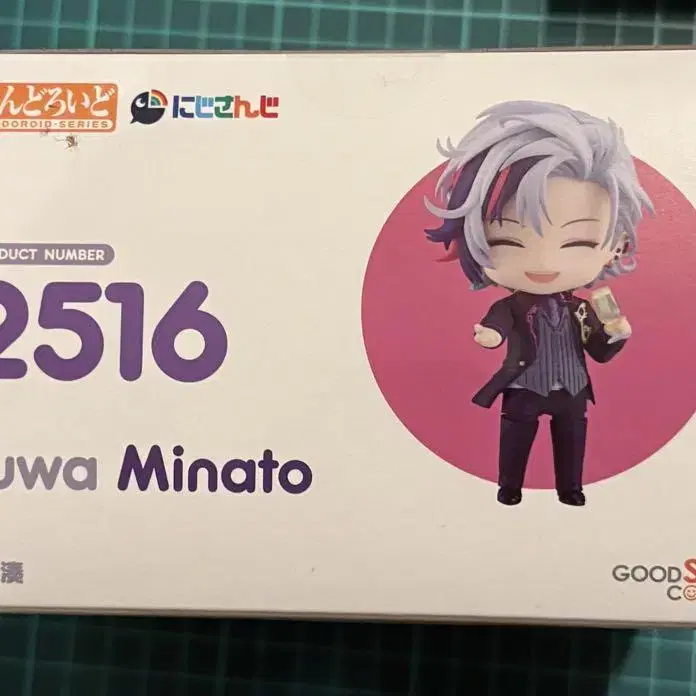 んどろいど
DOROID-SERIES
にじさんじ
DUCT NUMBER
2516
uwa Minato
湊
GOODS
CO